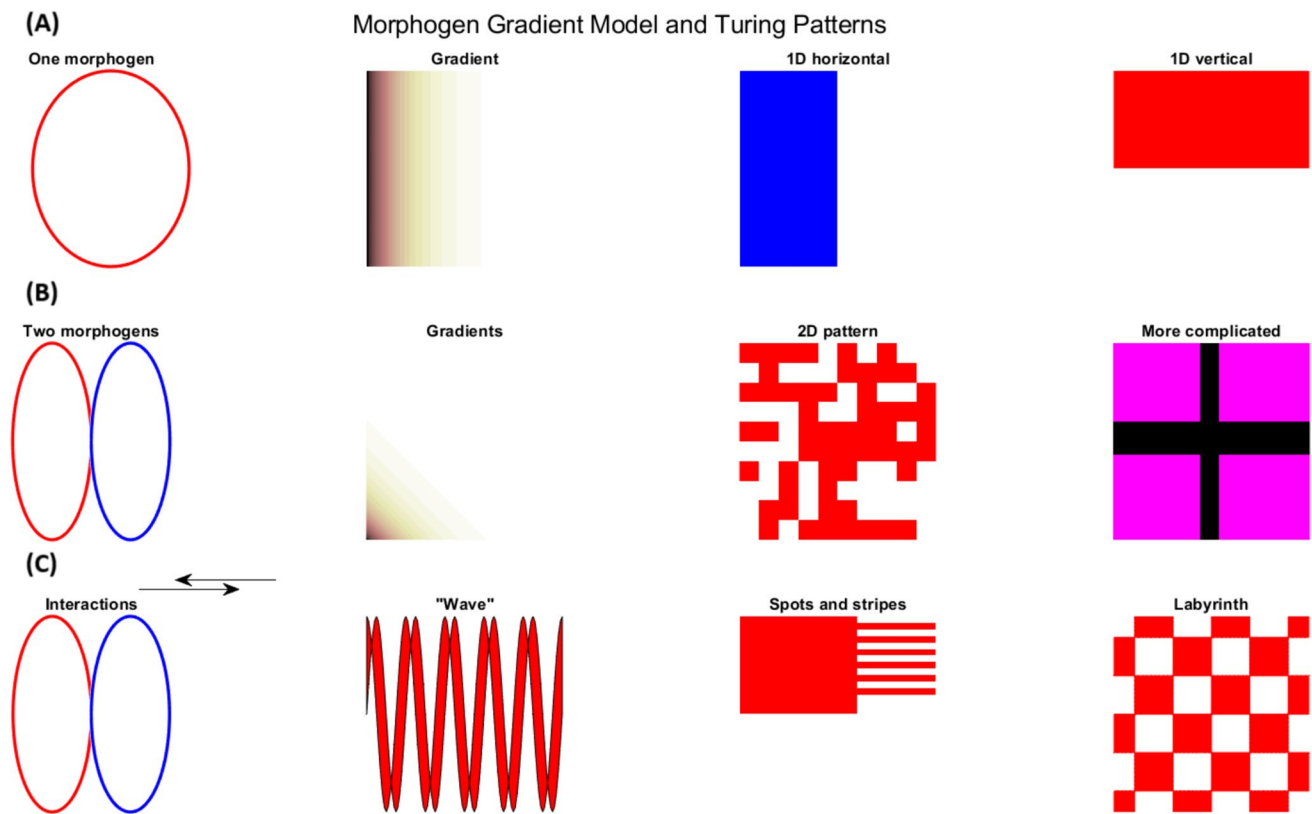 (A)
Morphogen Gradient Model and Turing Patterns
One morphogen
Gradient
1D horizontal
1D vertical
(B)
Two morphogens
Gradients
2D pattern
More complicated
(C)
Interactions
"Wave"
Spots and stripes
Labyrinth